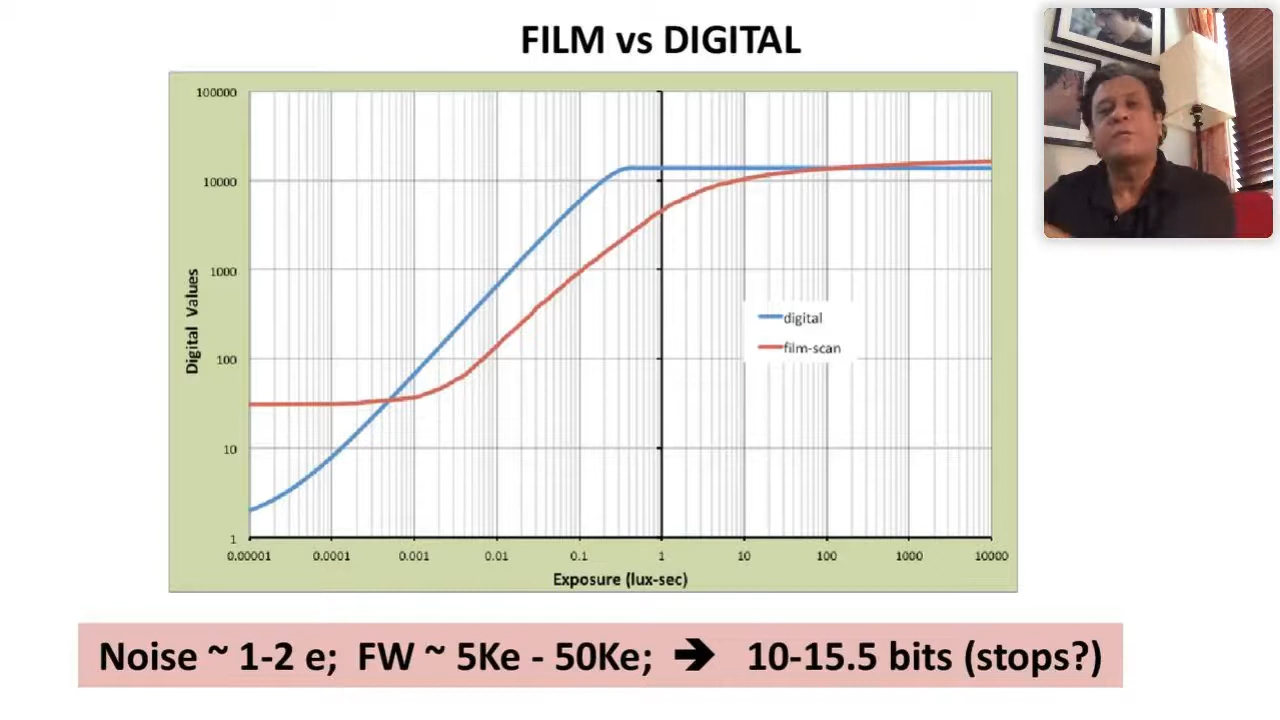 FILM vs DIGITAL
100000
10000
1000
100
10
1
Digital Values
0.00001 0.0001 0.001 0.01 0.1 1 10 100 1000 10000
Exposure (lux-sec)
digital
film-scan
Noise ~ 1-2 e; FW ~ 5Ke - 50Ke; ➔ 10-15.5 bits (stops?)